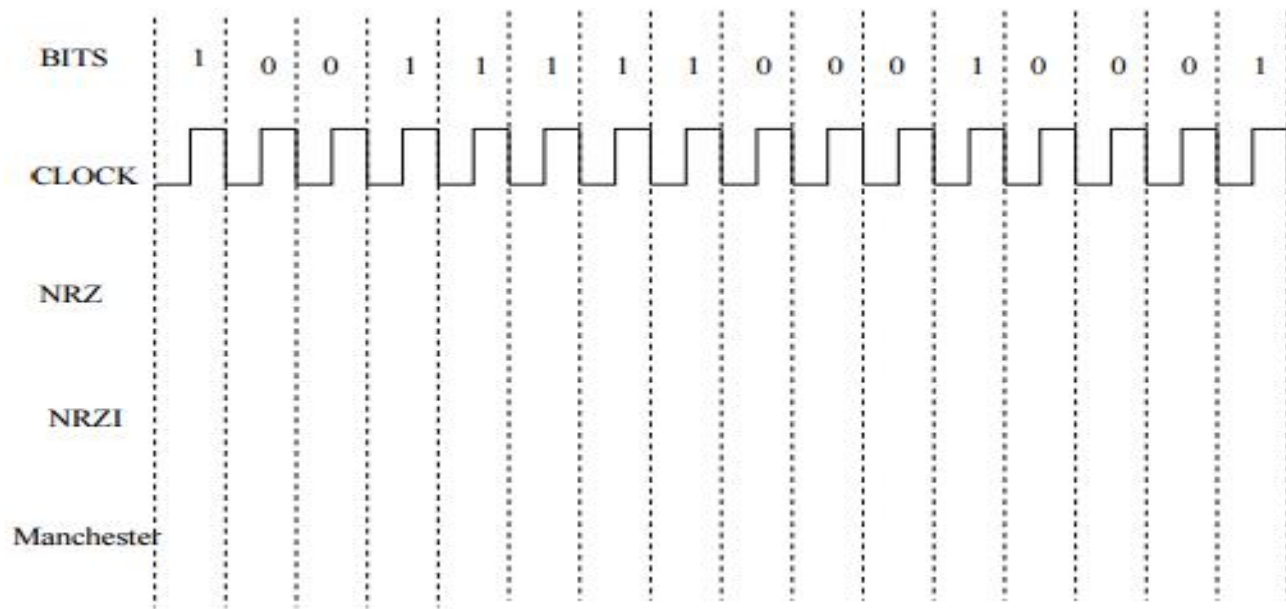 BITS 1 0 0 1 1 1 1 1 0 0 0 1 0 0 0 1
CLOCK
NRZ
NRZI
Manchester